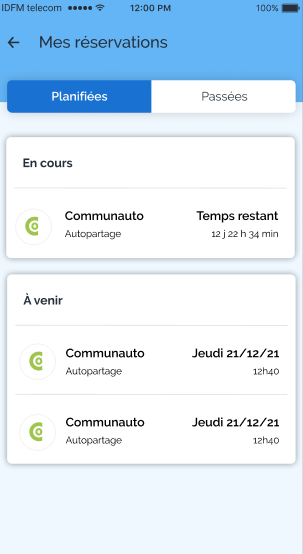 IDFM telecom 12:00 PM 100%
Mes réservations
Planifiées Passées
En cours
Communauto Temps restant
Autopartage 12 j 22 h 34 min
À venir
Communauto Jeudi 21/12/21
Autopartage 12h40
Communauto Jeudi 21/12/21
Autopartage 12h40